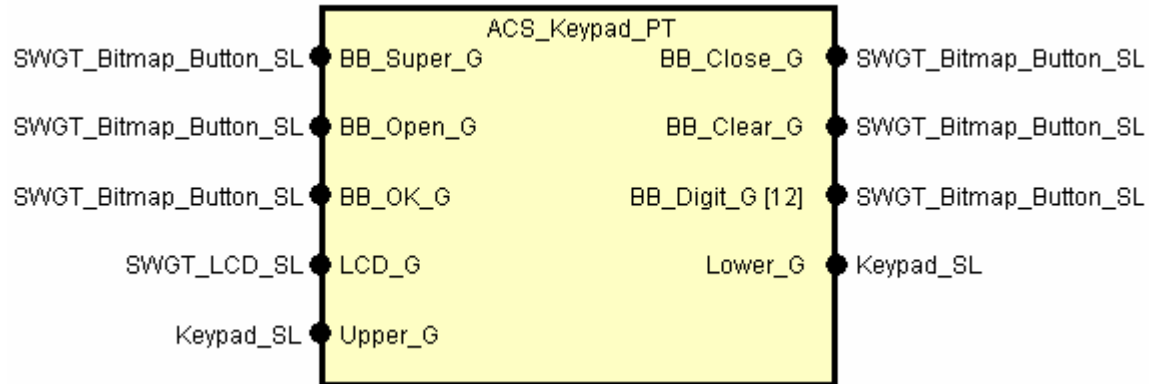 ACS_Keypad_PT
SWGT_Bitmap_Button_SL BB_Super_G BB_Close_G SWGT_Bitmap_Button_SL
SWGT_Bitmap_Button_SL BB_Open_G BB_Clear_G SWGT_Bitmap_Button_SL
SWGT_Bitmap_Button_SL BB_OK_G BB_Digit_G [12] SWGT_Bitmap_Button_SL
SWGT_LCD_SL LCD_G Lower_G Keypad_SL
Keypad_SL Upper_G